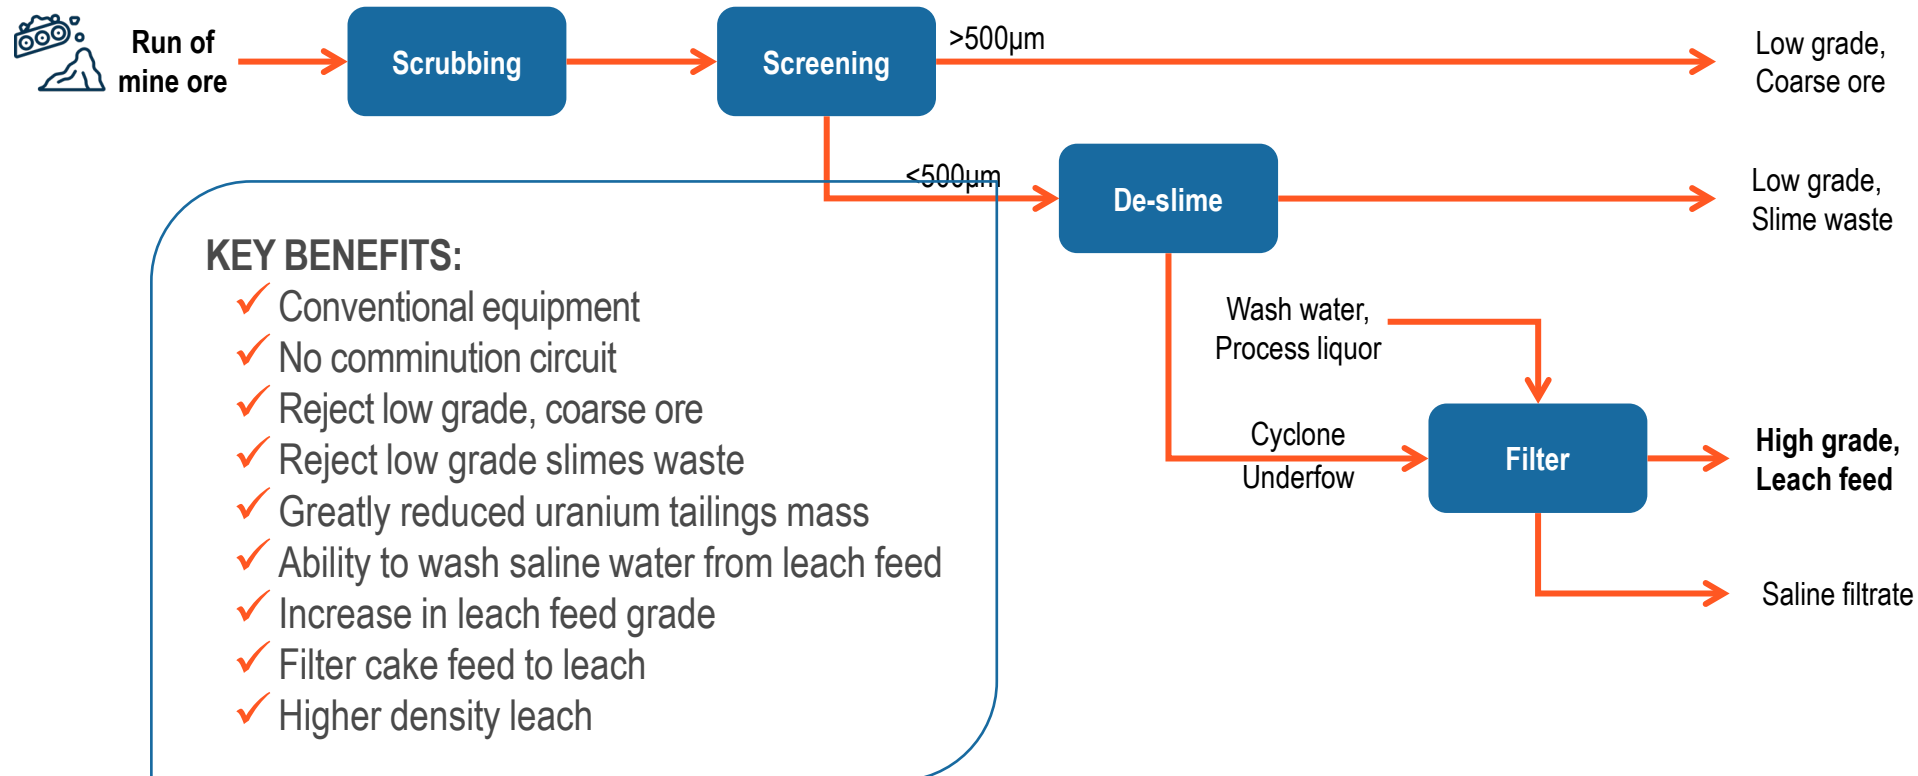 Run of
mine ore
Scrubbing
Screening
>500µm
Low grade,
Coarse ore
<500µm
De-slime
Low grade,
Slime waste
KEY BENEFITS:
Conventional equipment
No comminution circuit
Reject low grade, coarse ore
Reject low grade slimes waste
Greatly reduced uranium tailings mass
Ability to wash saline water from leach feed
Increase in leach feed grade
Filter cake feed to leach
Higher density leach
Wash water,
Process liquor
Cyclone
Underfow
Filter
High grade,
Leach feed
Saline filtrate